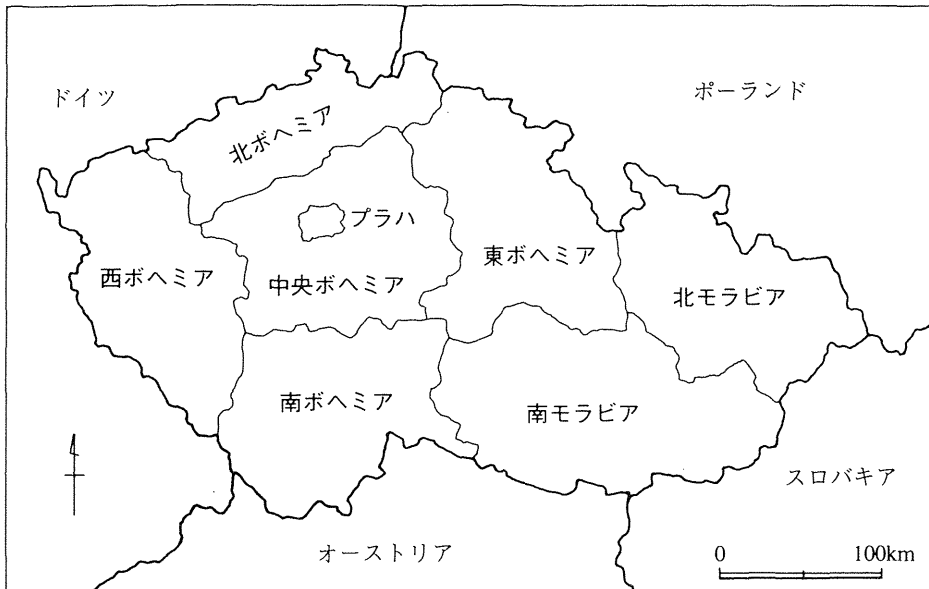 ドイツ
ポーランド
北ボヘミア
プラハ
西ボヘミア
中央ボヘミア
東ボヘミア
北モラビア
南ボヘミア
南モラビア
スロバキア
オーストリア
0 100km